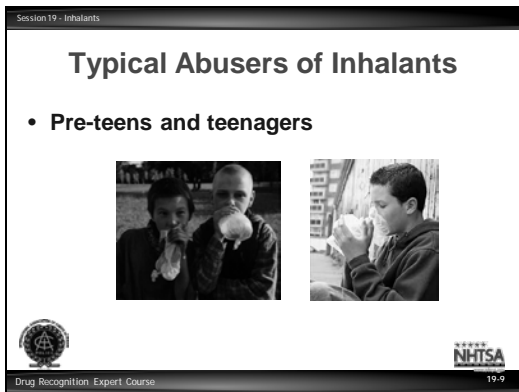 Session 19 - Inhalants
Typical Abusers of Inhalants
• Pre-teens and teenagers
NHTSA
Drug Recognition Expert Course
19-9